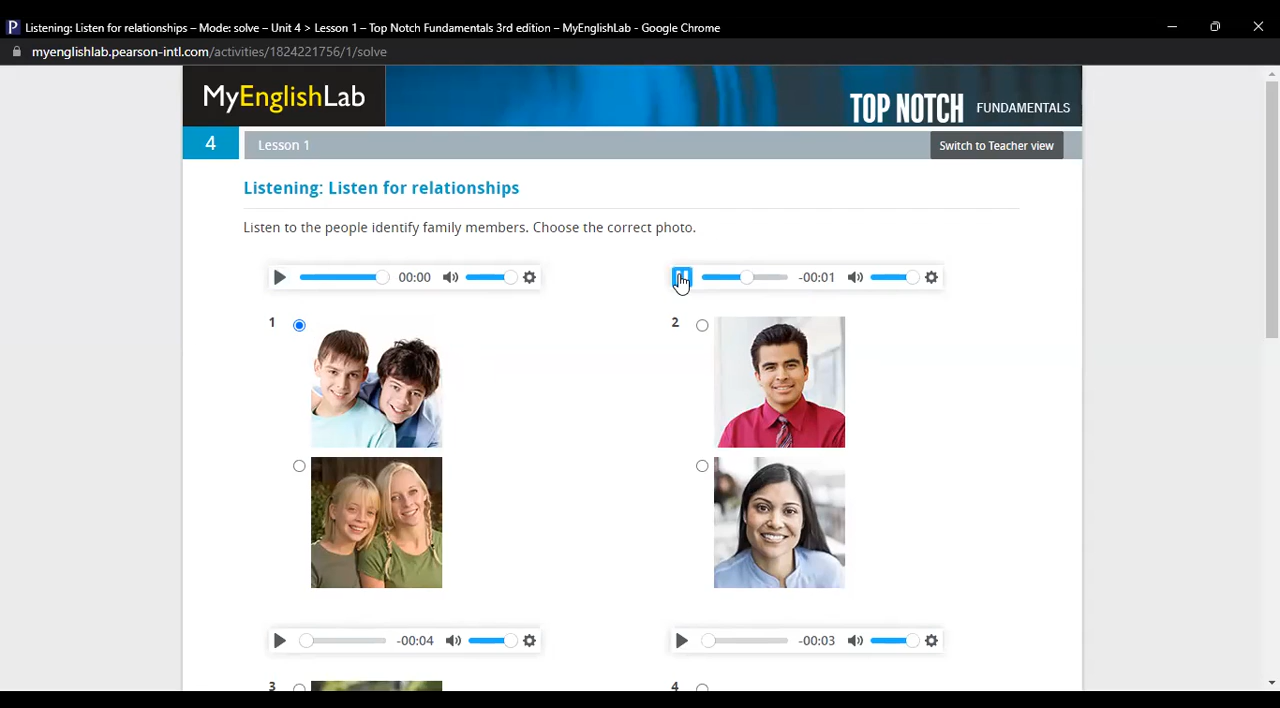 Listening: Listen for relationships – Mode: solve – Unit 4 > Lesson 1 – Top Notch Fundamentals 3rd edition – MyEnglishLab - Google Chrome
myenglishlab.pearson-intl.com/activities/1824221756/1/solve
MyEnglishLab
TOP NOTCH FUNDAMENTALS
4 Lesson 1 Switch to Teacher view
Listening: Listen for relationships
Listen to the people identify family members. Choose the correct photo.
00:00 -00:01
1 2
-00:04 -00:03
3 4